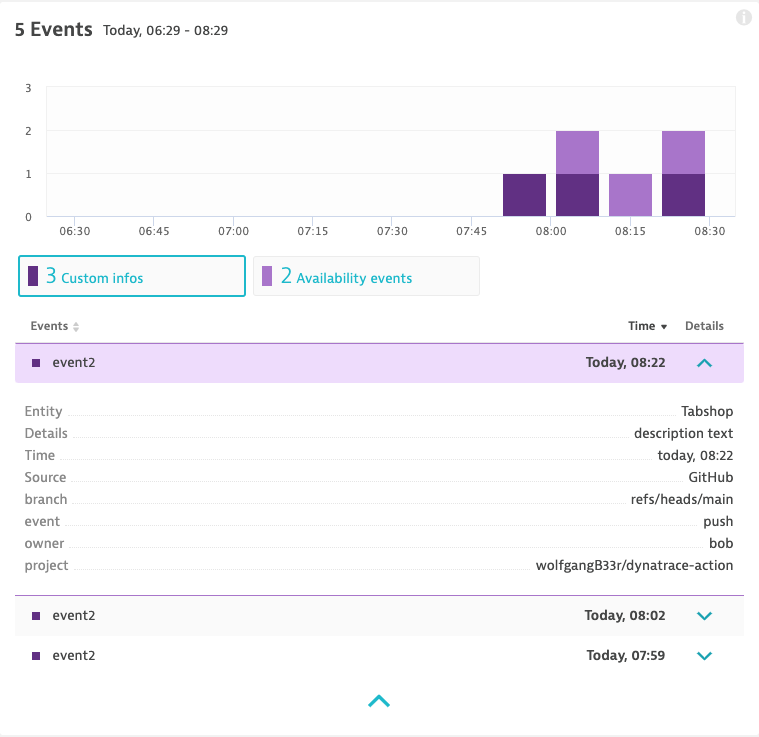 5 Events Today, 06:29 - 08:29
3
2
1
0
06:30 06:45 07:00 07:15 07:30 07:45 08:00 08:15 08:30
3 Custom infos 2 Availability events
Events Time Details
event2 Today, 08:22
Entity Tabshop
Details description text
Time today, 08:22
Source GitHub
branch refs/heads/main
event push
owner bob
project wolfgangB33r/dynatrace-action
event2 Today, 08:02
event2 Today, 07:59